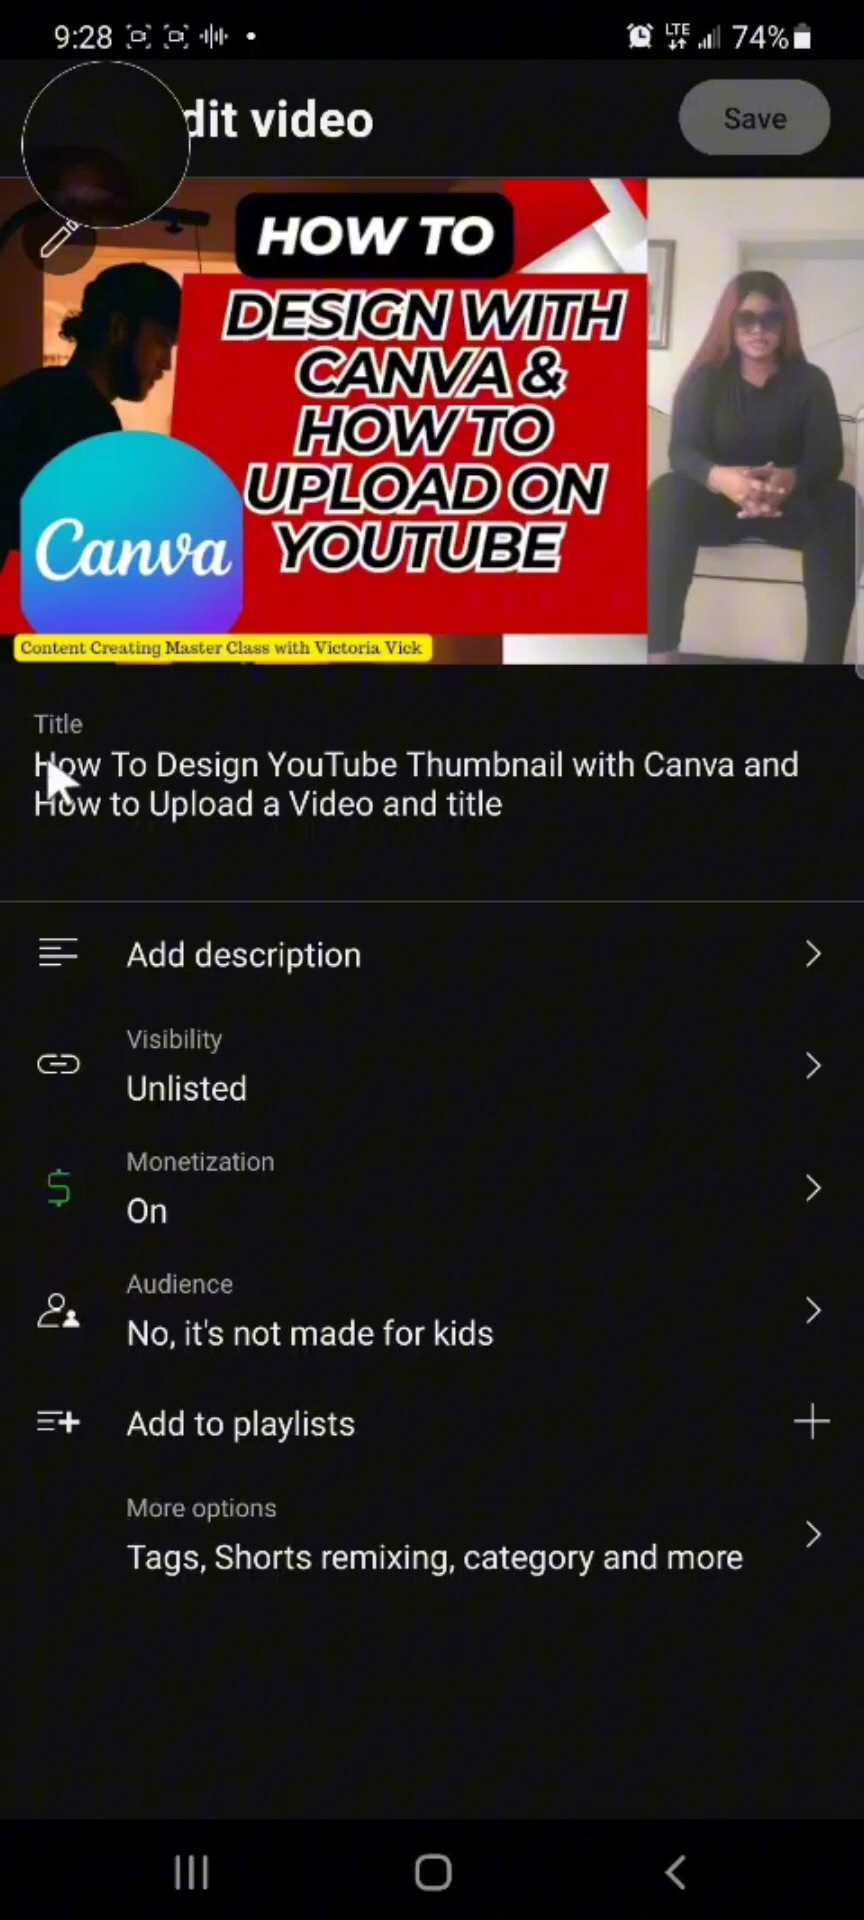 9:28 LTE 74%
dit video
Save
HOW TO
DESIGN WITH
CANVA &
HOW TO
UPLOAD ON
YOUTUBE
Canva
Content Creating Master Class with Victoria Vick
Title
How To Design YouTube Thumbnail with Canva and
How to Upload a Video and title
Add description
Visibility
Unlisted
Monetization
On
Audience
No, it's not made for kids
Add to playlists
More options
Tags, Shorts remixing, category and more